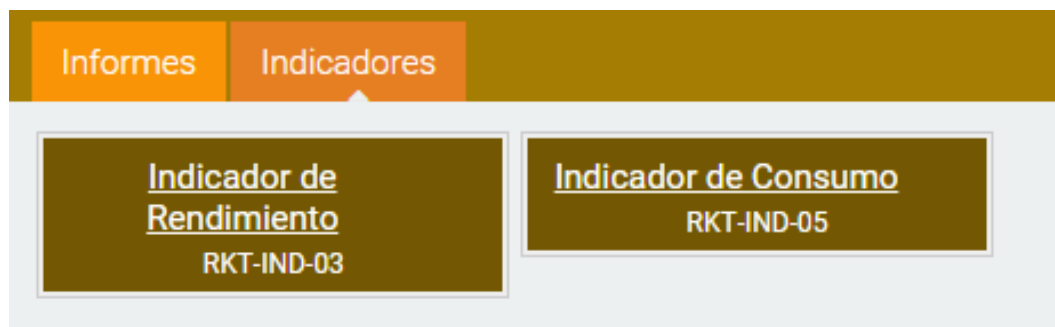 Informes
Indicadores
Indicador de
Rendimiento
RKT-IND-03
Indicador de Consumo
RKT-IND-05